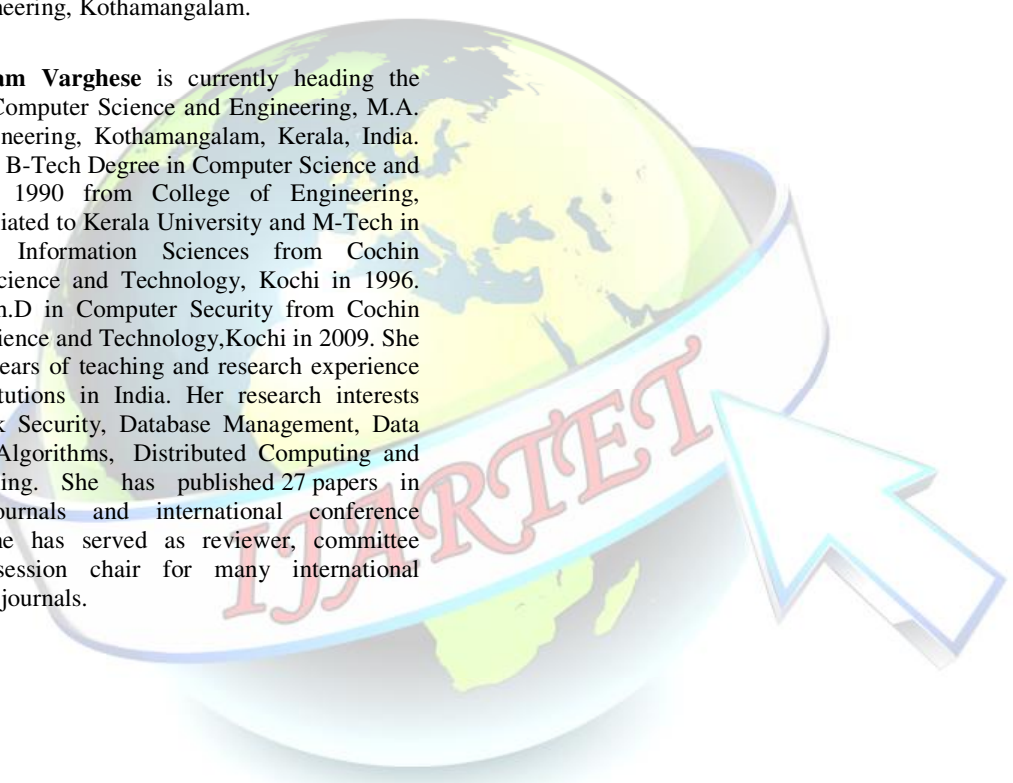 neering, Kothamangalam.
am Varghese is currently heading the
Computer Science and Engineering, M.A.
neering, Kothamangalam, Kerala, India.
B-Tech Degree in Computer Science and
1990 from College of Engineering,
iated to Kerala University and M-Tech in
Information Sciences from Cochin
cience and Technology, Kochi in 1996.
h.D in Computer Security from Cochin
ience and Technology,Kochi in 2009. She
ears of teaching and research experience
tutions in India. Her research interests
k Security, Database Management, Data
Algorithms, Distributed Computing and
ing. She has published 27 papers in
ournals and international conference
he has served as reviewer, committee
session chair for many international
journals.
IJARTET